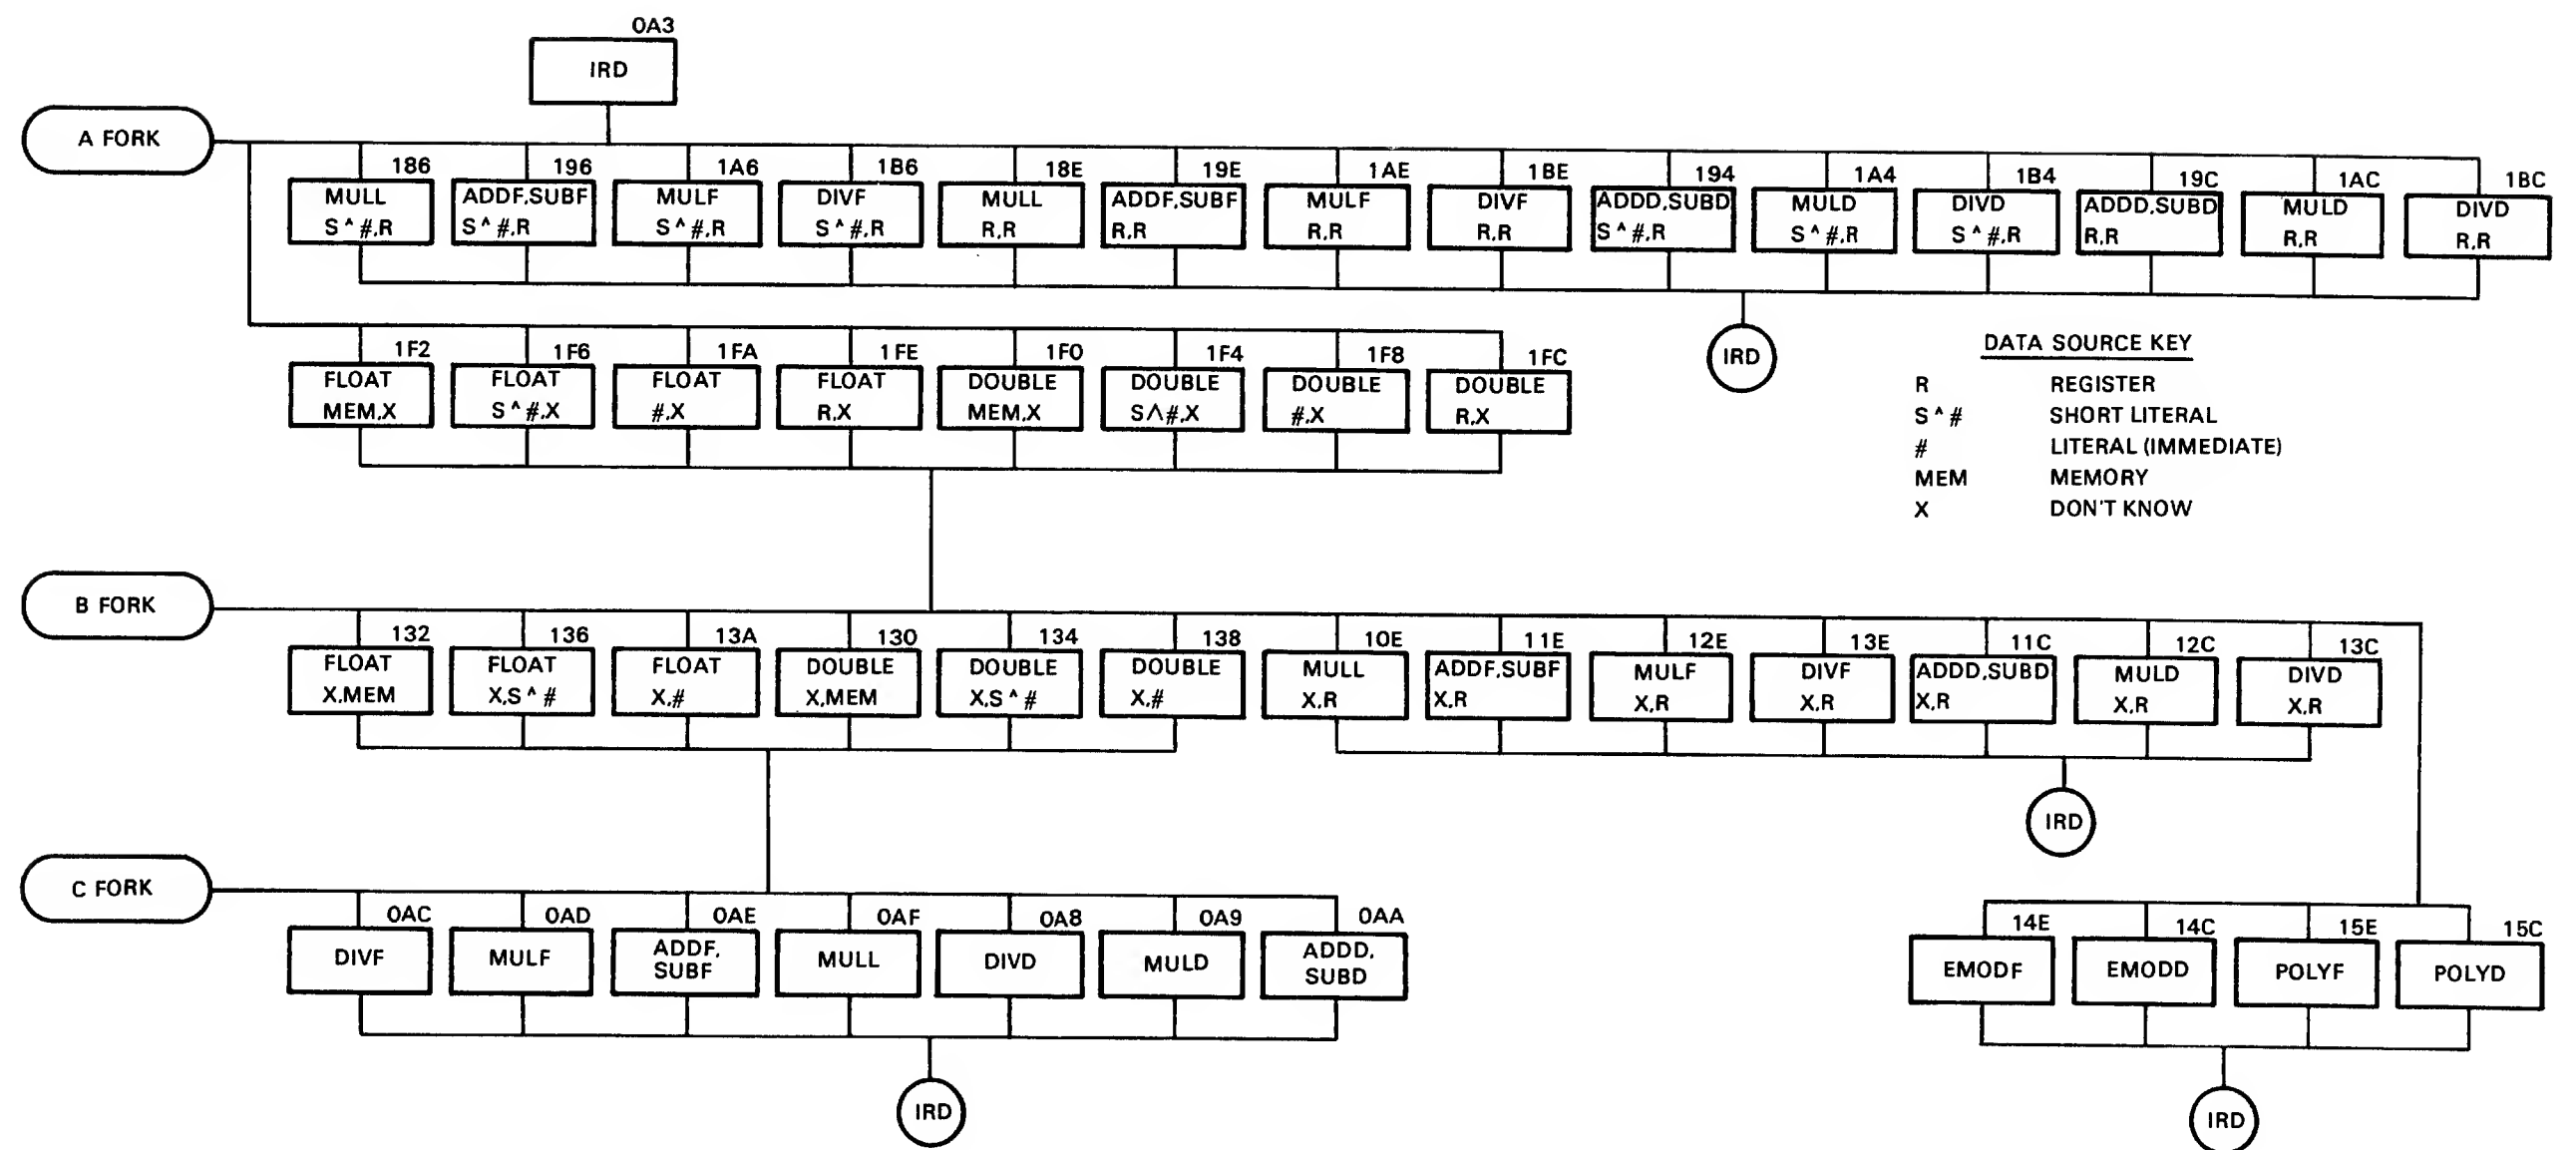 0A3
IRD
A FORK
186 196 1A6 1B6 18E 19E 1AE 1BE 194 1A4 1B4 19C 1AC 1BC
MULL ADDF,SUBF MULF DIVF MULL ADDF,SUBF MULF DIVF ADDD,SUBD MULD DIVD ADDD,SUBD MULD DIVD
S^#,R S^#,R S^#,R S^#,R R,R R,R R,R R,R S^#,R S^#,R S^#,R R,R R,R R,R
IRD
1F2 1F6 1FA 1FE 1F0 1F4 1F8 1FC
FLOAT FLOAT FLOAT FLOAT DOUBLE DOUBLE DOUBLE DOUBLE
MEM,X S^#,X #,X R,X MEM,X S^#,X #,X R,X
DATA SOURCE KEY
R REGISTER
S^# SHORT LITERAL
# LITERAL (IMMEDIATE)
MEM MEMORY
X DON'T KNOW
B FORK
132 136 13A 130 134 138 10E 11E 12E 13E 11C 12C 13C
FLOAT FLOAT FLOAT DOUBLE DOUBLE DOUBLE MULL ADDF,SUBF MULF DIVF ADDD,SUBD MULD DIVD
X,MEM X,S^# X,# X,MEM X,S^# X,# X,R X,R X,R X,R X,R X,R X,R
IRD
C FORK
0AC 0AD 0AE 0AF 0A8 0A9 0AA
DIVF MULF ADDF, MULL DIVD MULD ADDD,
SUBF SUBD
IRD
14E 14C 15E 15C
EMODF EMODD POLYF POLYD
IRD